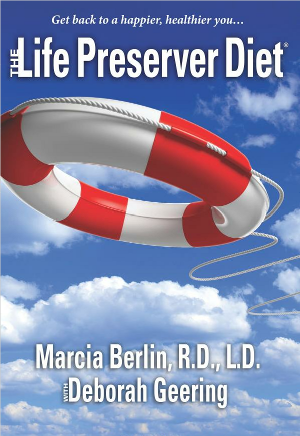 Get back to a happier, healthier you...
THE Life Preserver Diet®
Marcia Berlin, R.D., L.D.
WITH Deborah Geering